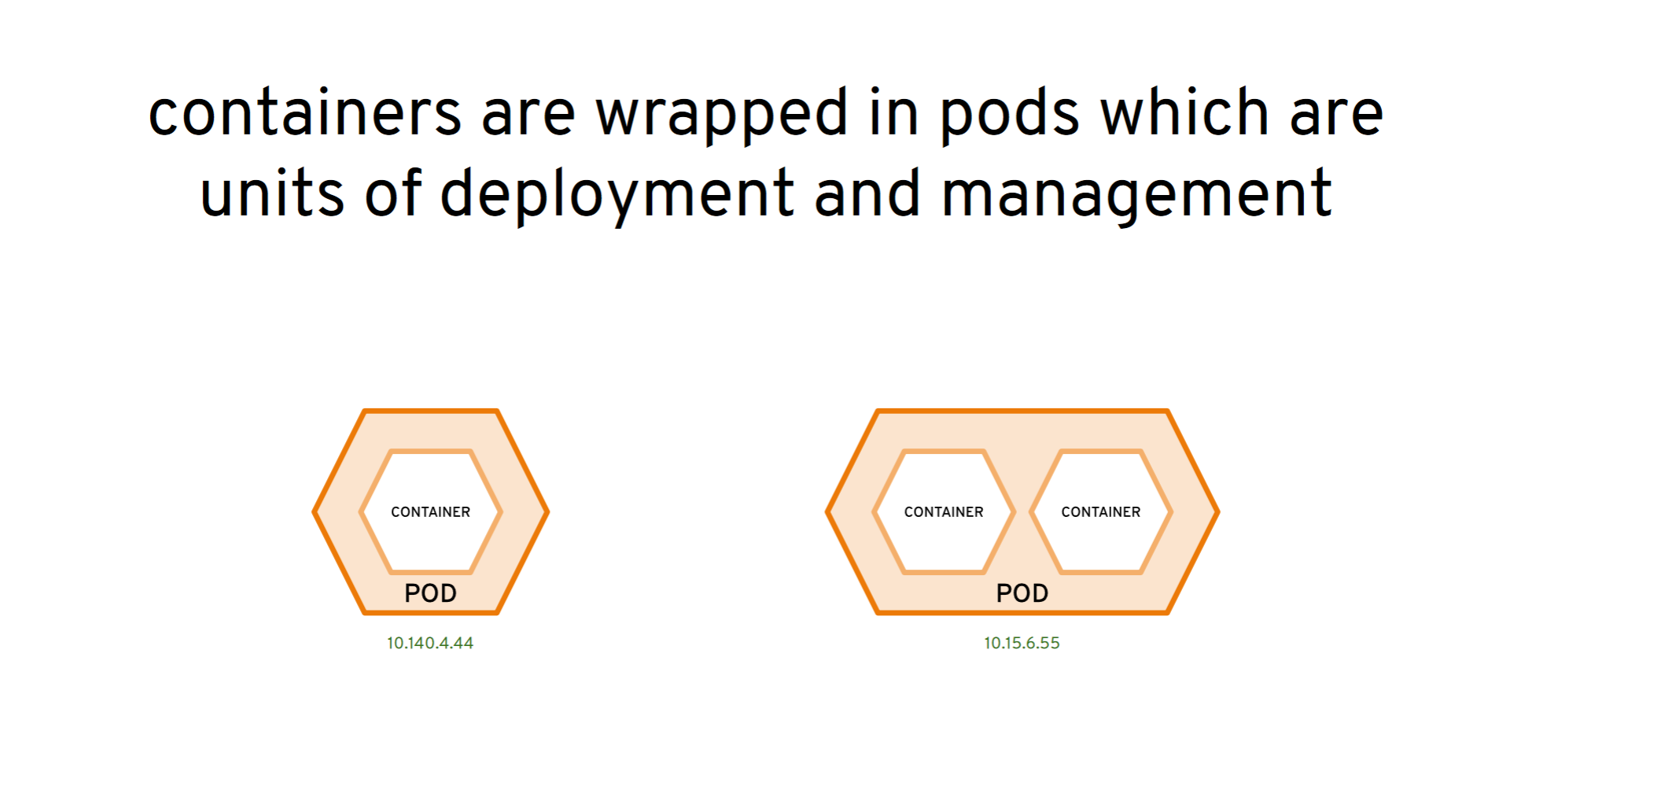 containers are wrapped in pods which are
units of deployment and management
CONTAINER
POD
10.140.4.44
CONTAINER
CONTAINER
POD
10.15.6.55